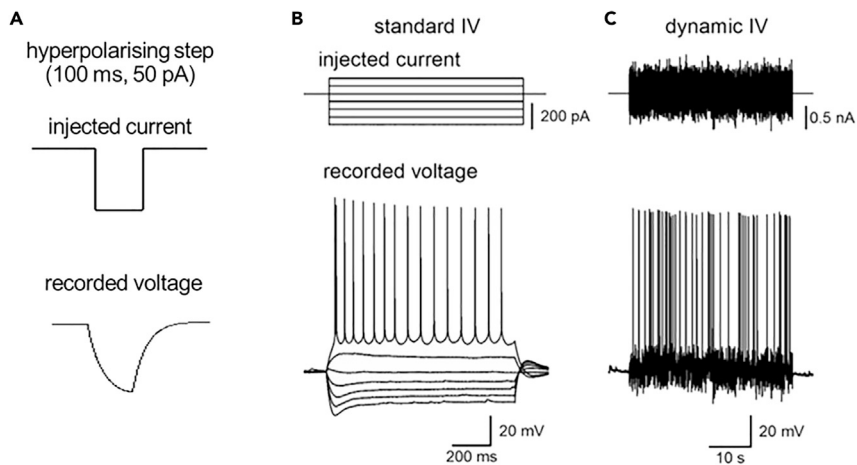 A
hyperpolarising step
(100 ms, 50 pA)
injected current
recorded voltage
B
standard IV
injected current
200 pA
recorded voltage
20 mV
200 ms
C
dynamic IV
0.5 nA
20 mV
10 s